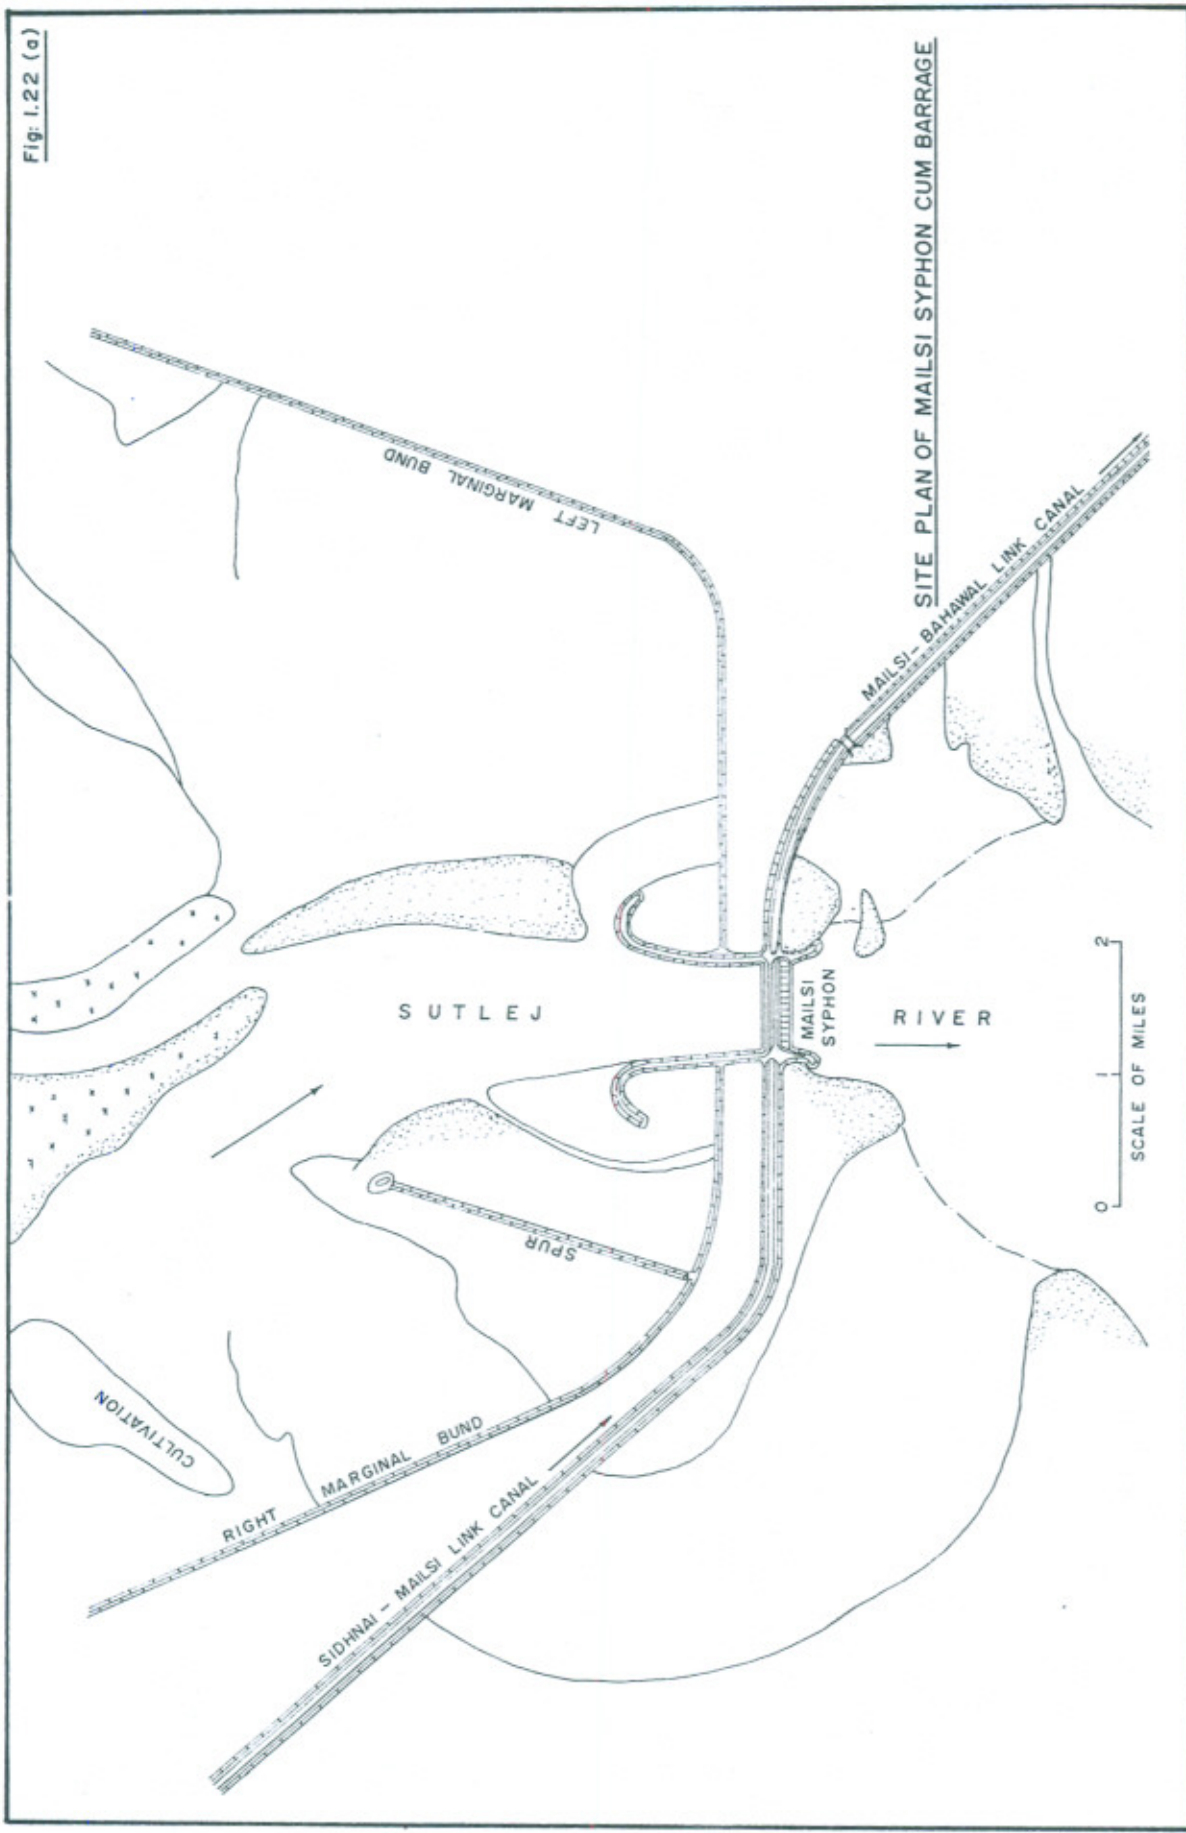 Fig: 1.22 (a)
LEFT MARGINAL BUND
SITE PLAN OF MAILSI SYPHON CUM BARRAGE
MAILSI – BAHAWAL LINK CANAL
SUTLEJ
MAILSI
SYPHON
RIVER
SPUR
CULTIVATION
RIGHT MARGINAL BUND
SIDHNAI – MAILSI LINK CANAL
0 1 2
SCALE OF MILES